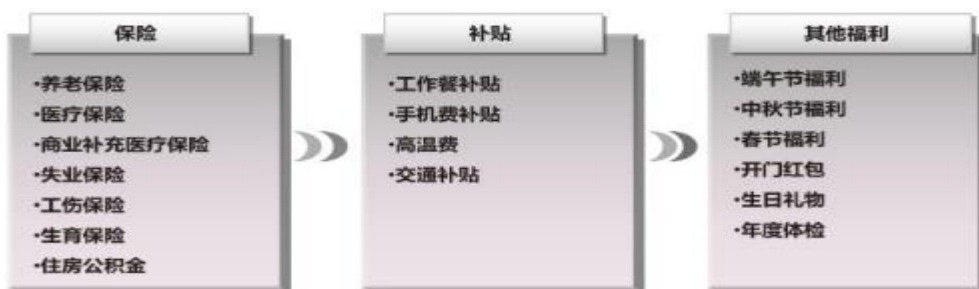 保险
·养老保险
·医疗保险
·商业补充医疗保险
·失业保险
·工伤保险
·生育保险
·住房公积金
补贴
·工作餐补贴
·手机费补贴
·高温费
·交通补贴
其他福利
·端午节福利
·中秋节福利
·春节福利
·开门红包
·生日礼物
·年度体检